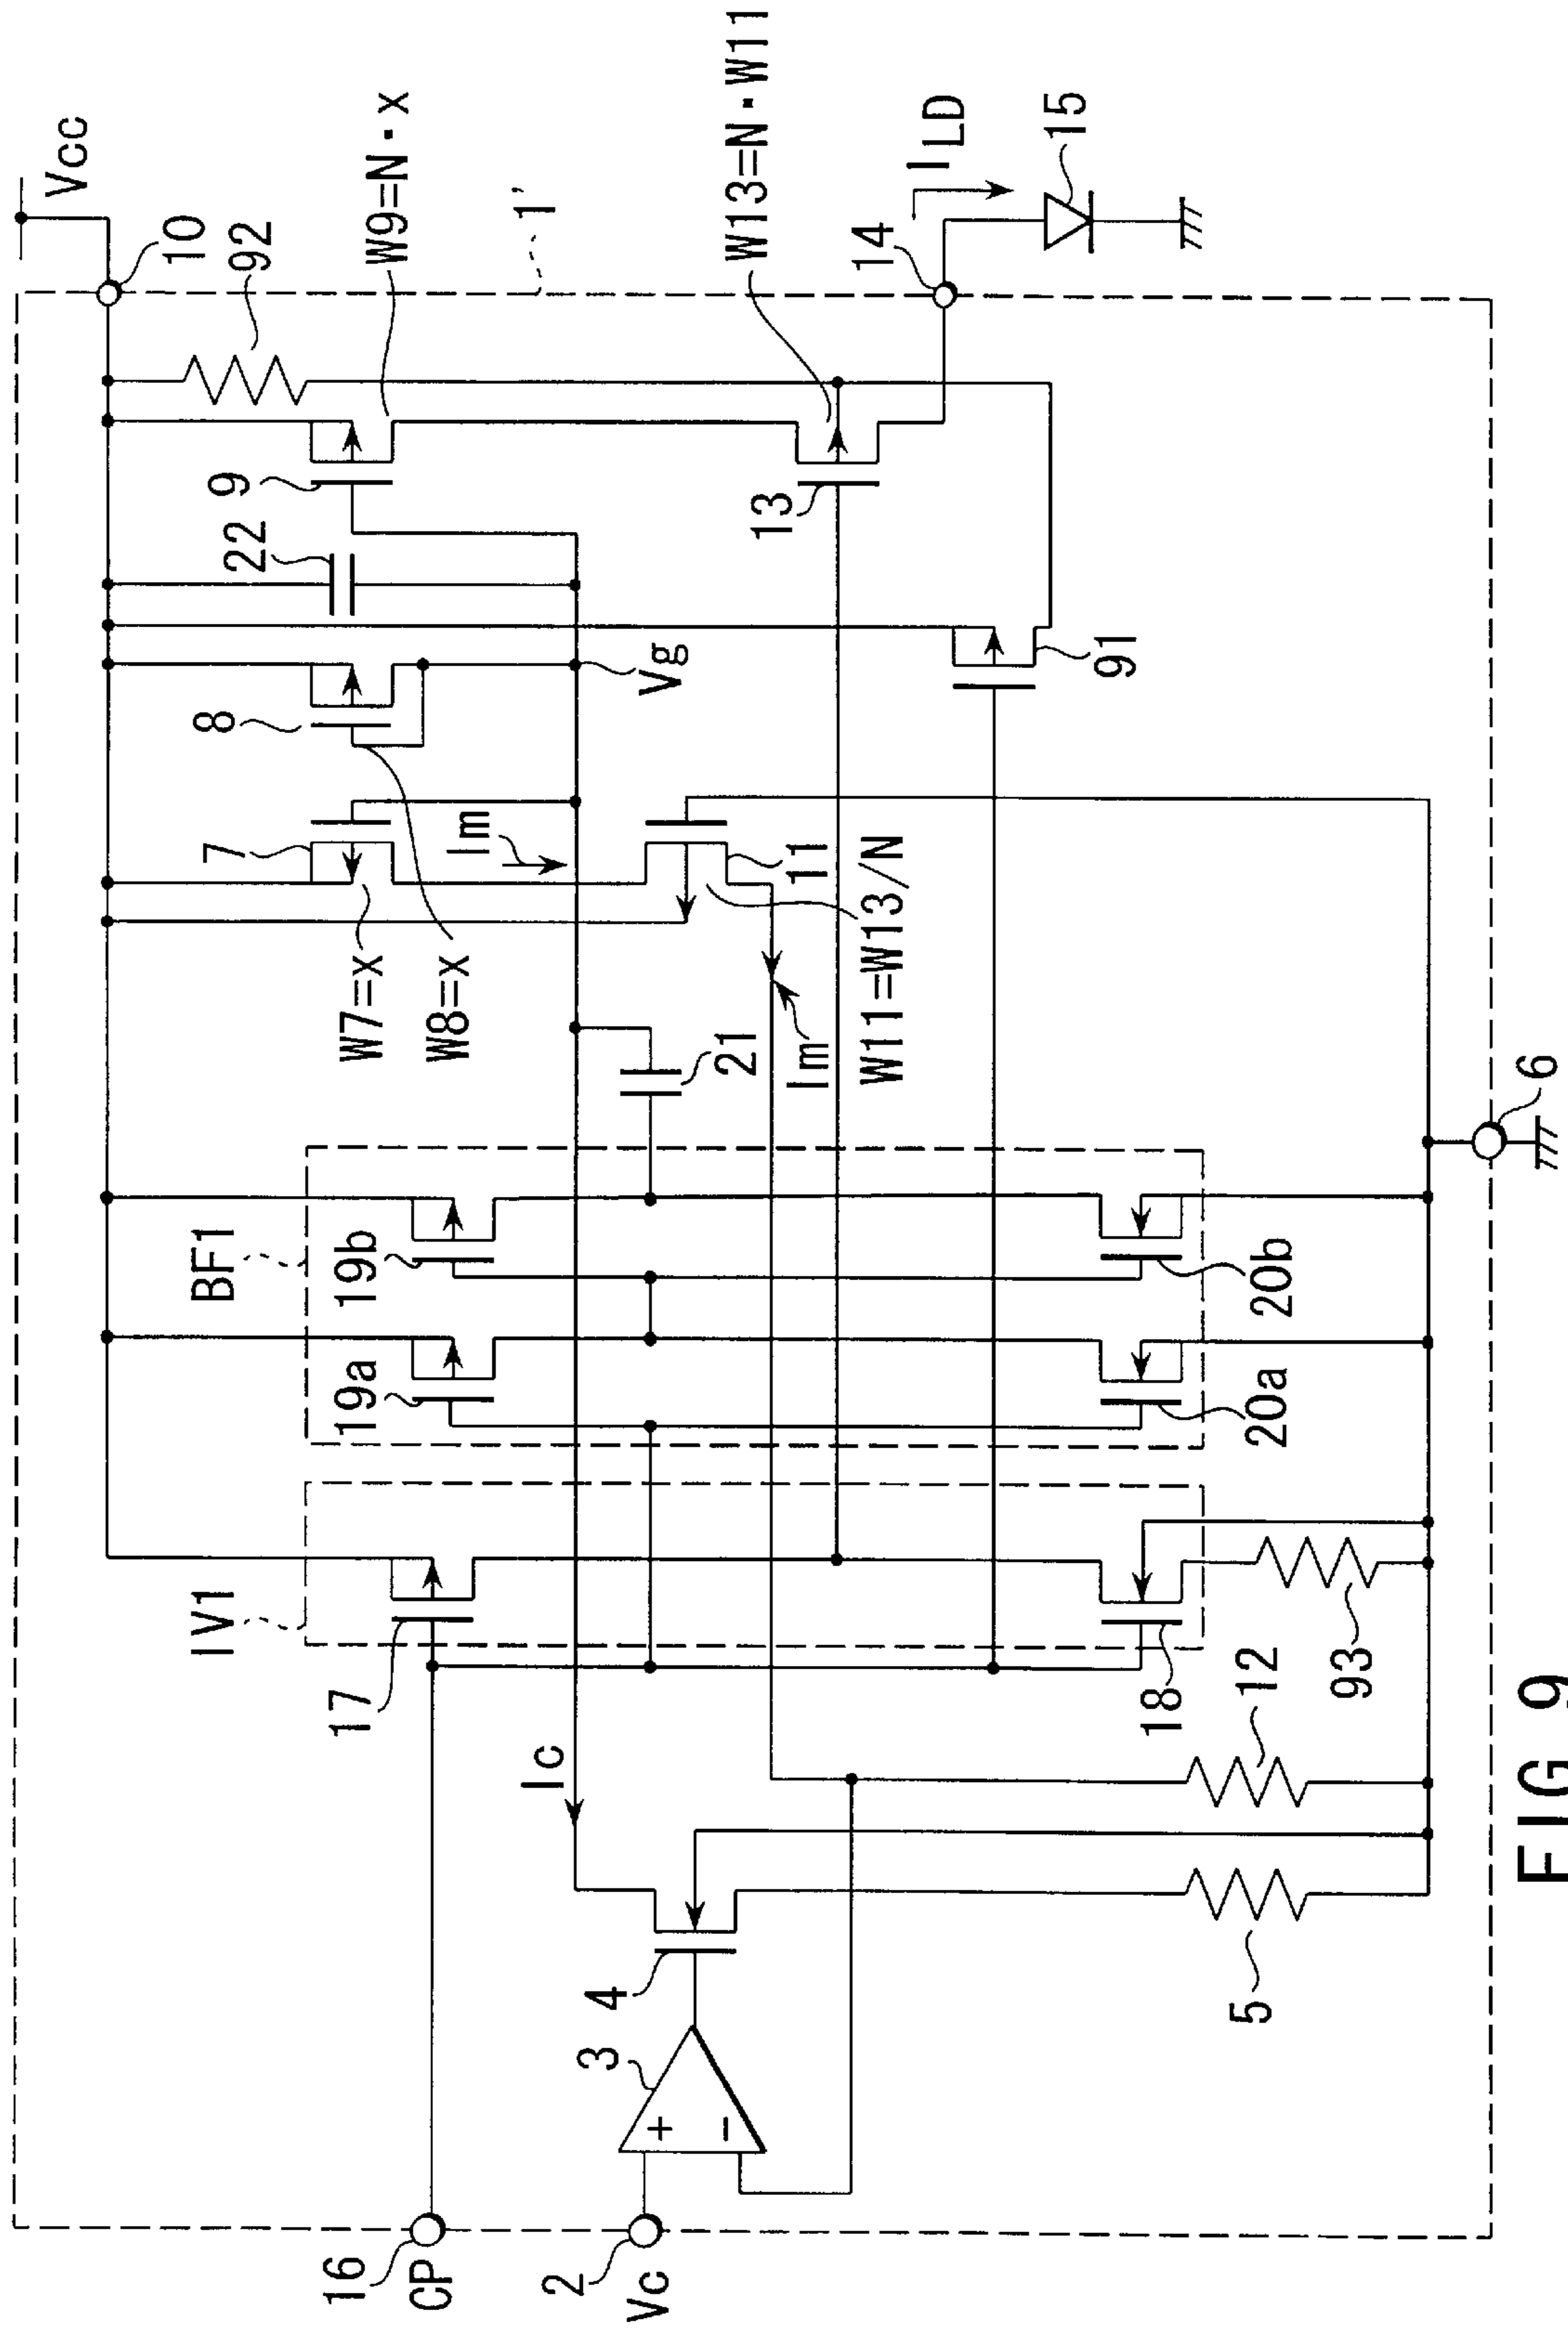 Vcc
10
92
W9=N・x
1'
W13=N・W11
14
ILD
15
9
22
13
8
Vg
91
7
Im
11
W7=x
W8=x
Im
W11=W13/N
21
6
BF1
19b
20b
19a
20a
IV1
17
18
93
12
Ic
4
3
+
−
5
16
CP
2
Vc
FIG. 9